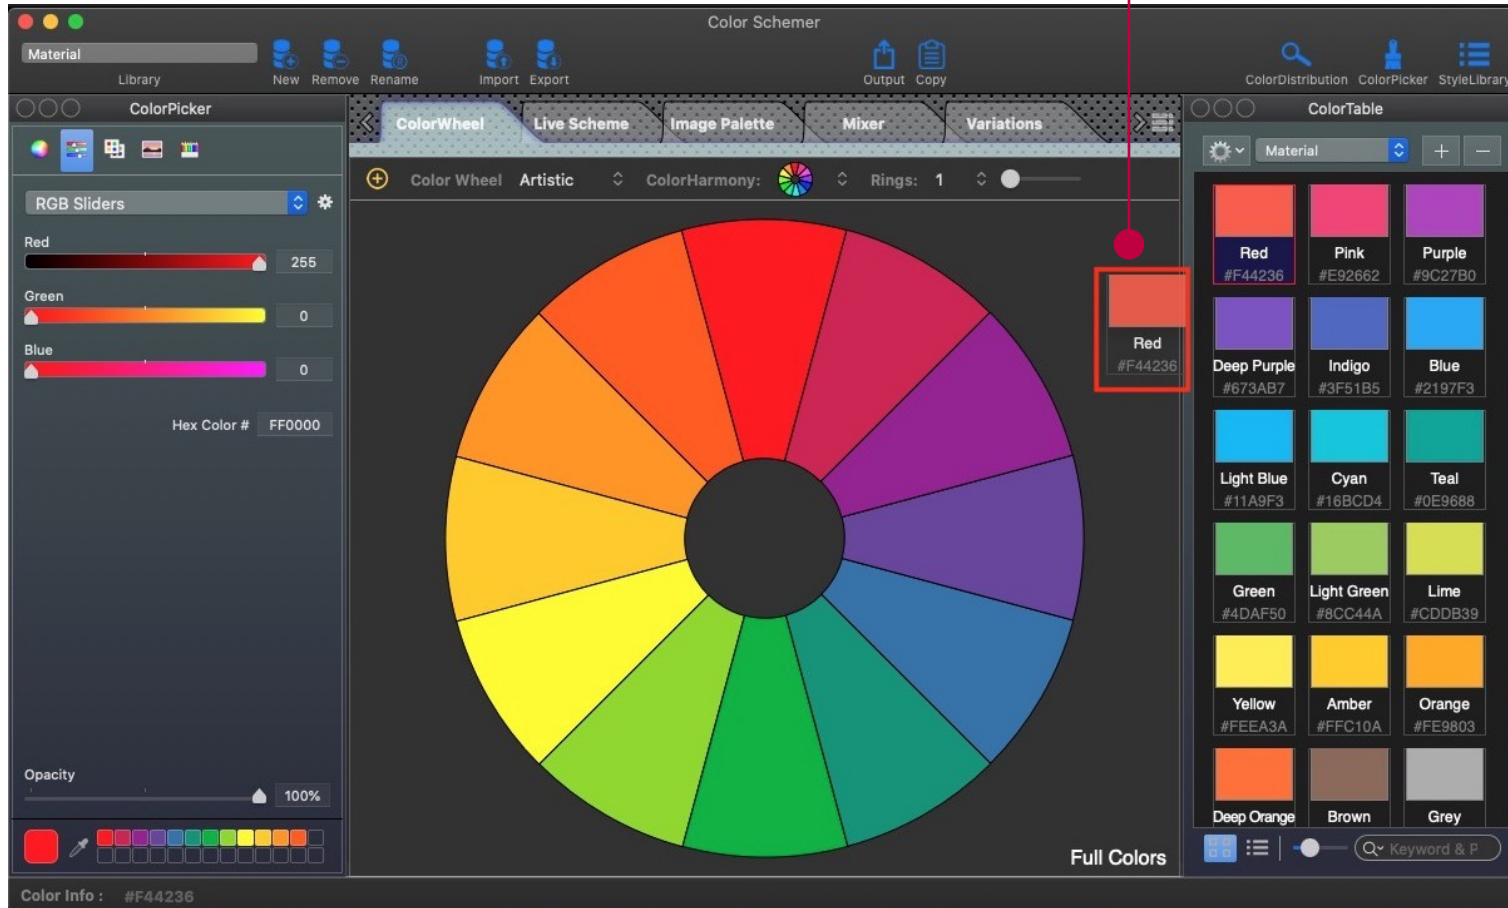 Color Schemer
Material
Library
New Remove Rename Import Export Output Copy ColorDistribution ColorPicker StyleLibrary
ColorPicker
RGB Sliders
Red
255
Green
0
Blue
0
Hex Color # FF0000
Opacity
100%
ColorWheel Live Scheme Image Palette Mixer Variations
Color Wheel Artistic ColorHarmony: Rings: 1
Red
#F44236
Full Colors
ColorTable
Material
Red Pink Purple
#F44236 #E92662 #9C27B0
Deep Purple Indigo Blue
#673AB7 #3F51B5 #2197F3
Light Blue Cyan Teal
#11A9F3 #16BCD4 #0E9688
Green Light Green Lime
#4DAF50 #8CC44A #CDDB39
Yellow Amber Orange
#FEEA3A #FFC10A #FE9803
Deep Orange Brown Grey
Keyword & P
Color Info : #F44236